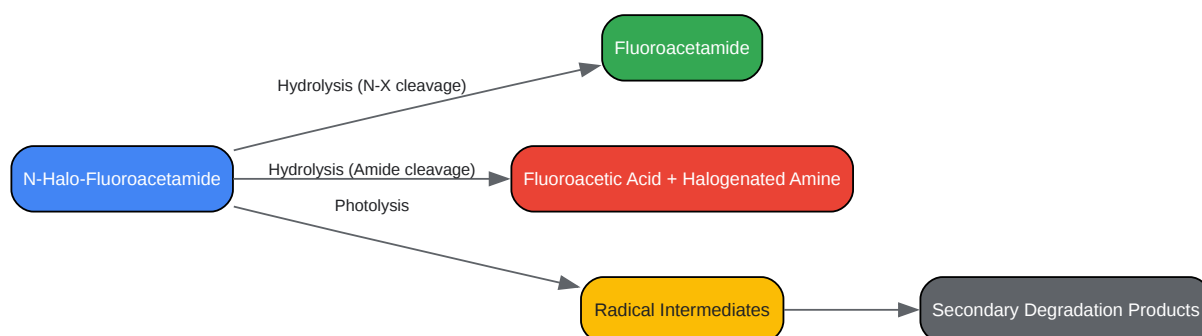 Fluoroacetamide
Hydrolysis (N-X cleavage)
N-Halo-Fluoroacetamide
Hydrolysis (Amide cleavage)
Fluoroacetic Acid + Halogenated Amine
Photolysis
Radical Intermediates
Secondary Degradation Products